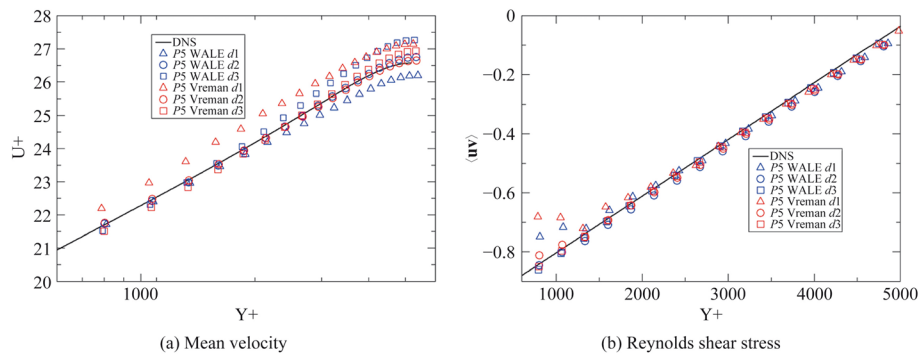 28
27
26
25
24
23
22
21
20
U+
DNS
P5 WALE d1
P5 WALE d2
P5 WALE d3
P5 Vreman d1
P5 Vreman d2
P5 Vreman d3
1000
Y+
(a) Mean velocity
0
−0.2
−0.4
−0.6
−0.8
⟨uv⟩
DNS
P5 WALE d1
P5 WALE d2
P5 WALE d3
P5 Vreman d1
P5 Vreman d2
P5 Vreman d3
1000 2000 3000 4000 5000
Y+
(b) Reynolds shear stress